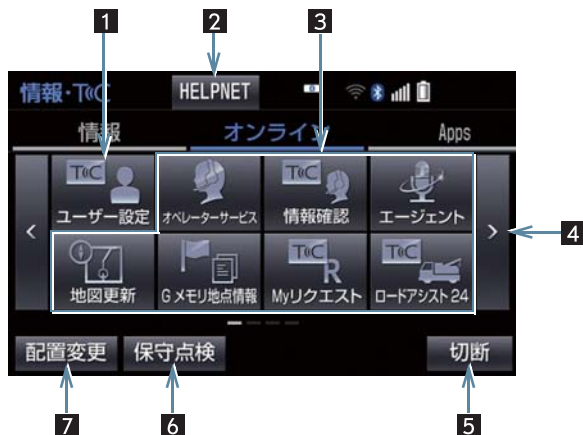 1
2
3
情報・T
HELPNET
情報
オンライン
Apps
TC
ユーザー設定
オペレーターサービス
TC
情報確認
エージェント
<
>
4
地図更新
G メモリ地点情報
TC
R
Myリクエスト
TC
ロードアシスト24
配置変更
保守点検
切断
7
6
5